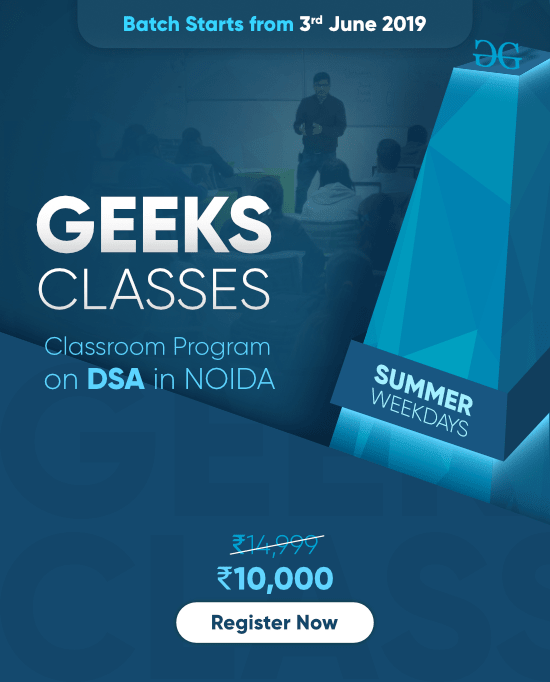 Batch Starts from 3rd June 2019
GEEKS
CLASSES
Classroom Program
on DSA in NOIDA
SUMMER
WEEKDAYS
₹14,999
₹10,000
Register Now